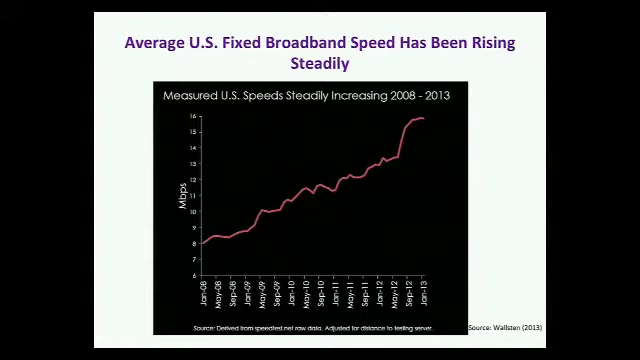 Average U.S. Fixed Broadband Speed Has Been Rising
Steadily
Measured U.S. Speeds Steadily Increasing 2008 - 2013
16
15
14
13
12
11
10
9
8
7
6
Mbps
Jan-08
May-08
Sep-08
Jan-09
May-09
Sep-09
Jan-10
May-10
Sep-10
Jan-11
May-11
Sep-11
Jan-12
May-12
Sep-12
Jan-13
Source: Derived from speedtest.net raw data. Adjusted for distance to testing server.
Source: Wallsten (2013)